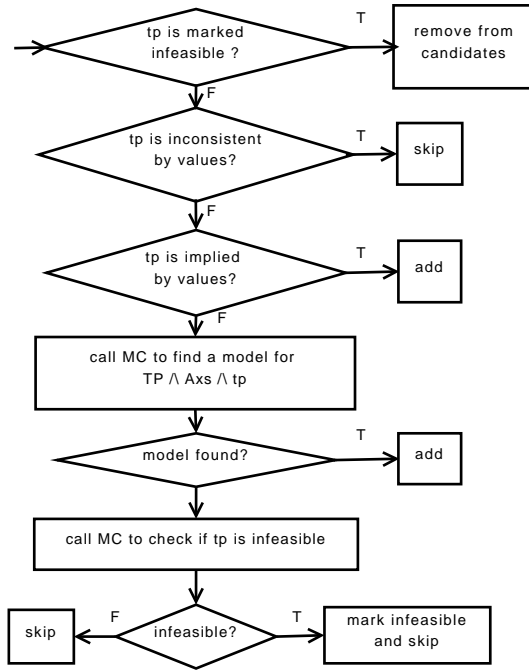 tp is marked
infeasible ?
T
remove from
candidates
F
tp is inconsistent
by values?
T
skip
F
tp is implied
by values?
T
add
F
call MC to find a model for
TP /\ Axs /\ tp
model found?
T
add
call MC to check if tp is infeasible
skip
F
infeasible?
T
mark infeasible
and skip